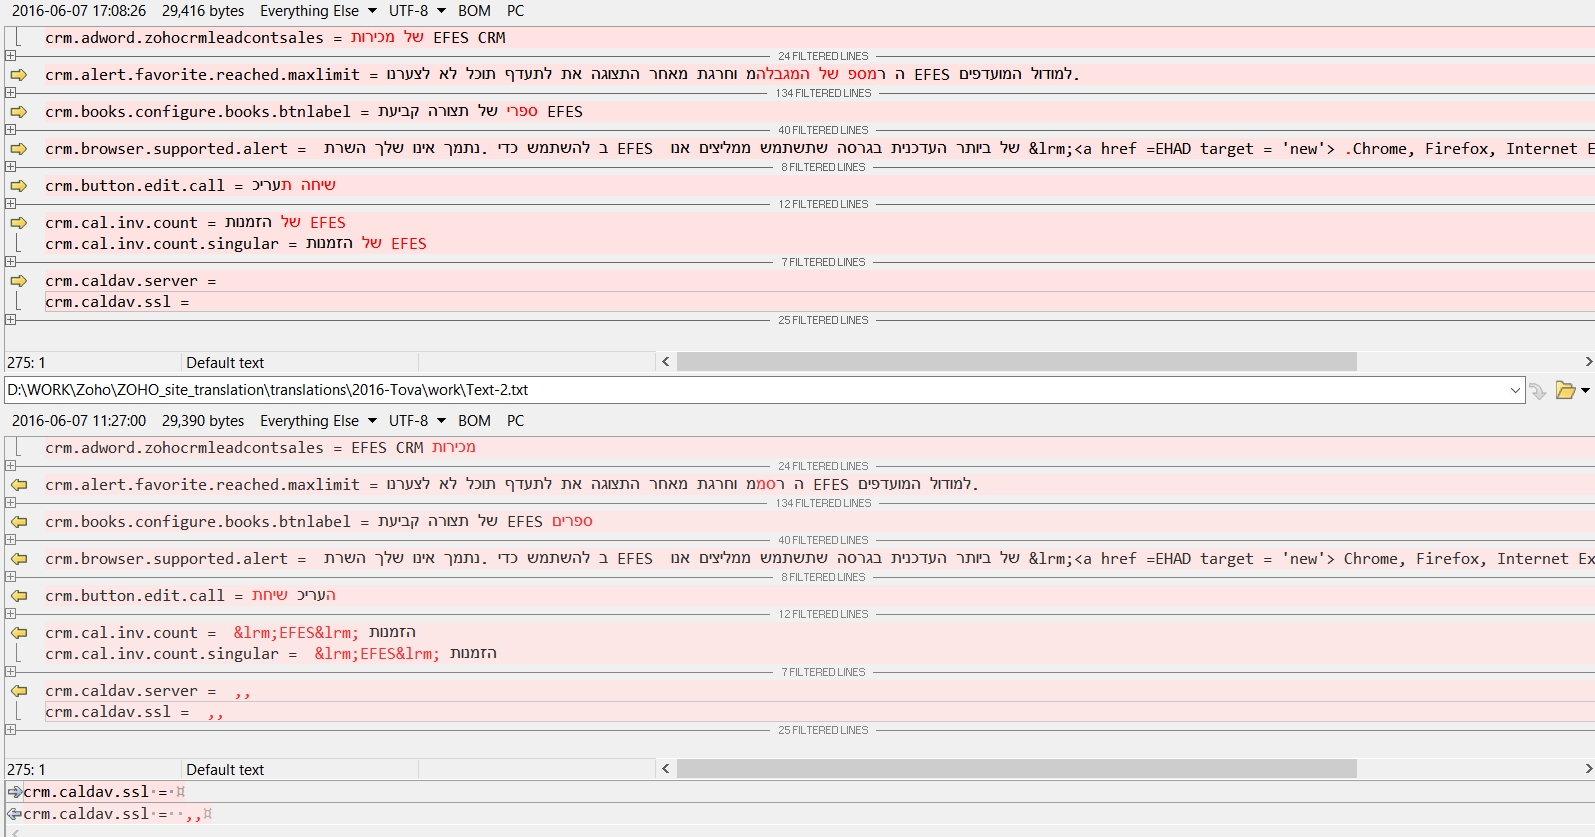 2016-06-07 17:08:26 29,416 bytes Everything Else UTF-8 BOM PC
crm.adword.zohocrmleadcontsales = מכירות של EFES CRM
24 FILTERED LINES
crm.alert.favorite.reached.maxlimit = לצערנו לא תוכל לתעדף את התצוגה מאחר וחרגת מהמגבלה של מספר ה EFES למודול המועדפים.
134 FILTERED LINES
crm.books.configure.books.btnlabel = קביעת תצורה של ספרי EFES
40 FILTERED LINES
crm.browser.supported.alert = השרת שלך אינו נתמך. כדי להשתמש ב EFES אנו ממליצים שתשתמש בגרסה העדכנית ביותר של &lrm;<a href =EHAD target = 'new'> .Chrome, Firefox, Internet E
8 FILTERED LINES
crm.button.edit.call = עריכת שיחה
12 FILTERED LINES
crm.cal.inv.count = הזמנות של EFES
crm.cal.inv.count.singular = הזמנות של EFES
7 FILTERED LINES
crm.caldav.server =
crm.caldav.ssl =
25 FILTERED LINES
275: 1 Default text
D:\WORK\Zoho\ZOHO_site_translation\translations\2016-Tova\work\Text-2.txt
2016-06-07 11:27:00 29,390 bytes Everything Else UTF-8 BOM PC
crm.adword.zohocrmleadcontsales = EFES CRM מכירות
24 FILTERED LINES
crm.alert.favorite.reached.maxlimit = לצערנו לא תוכל לתעדף את התצוגה מאחר וחרגת ממסר ה EFES למודול המועדפים.
134 FILTERED LINES
crm.books.configure.books.btnlabel = קביעת תצורה של EFES ספרים
40 FILTERED LINES
crm.browser.supported.alert = השרת שלך אינו נתמך. כדי להשתמש ב EFES אנו ממליצים שתשתמש בגרסה העדכנית ביותר של &lrm;<a href =EHAD target = 'new'> Chrome, Firefox, Internet Ex
8 FILTERED LINES
crm.button.edit.call = שיחת העריכה
12 FILTERED LINES
crm.cal.inv.count = &lrm;EFES&lrm; הזמנות
crm.cal.inv.count.singular = &lrm;EFES&lrm; הזמנות
7 FILTERED LINES
crm.caldav.server = ,,
crm.caldav.ssl = ,,
25 FILTERED LINES
275: 1 Default text
crm.caldav.ssl·=·¤
crm.caldav.ssl·=··,,¤